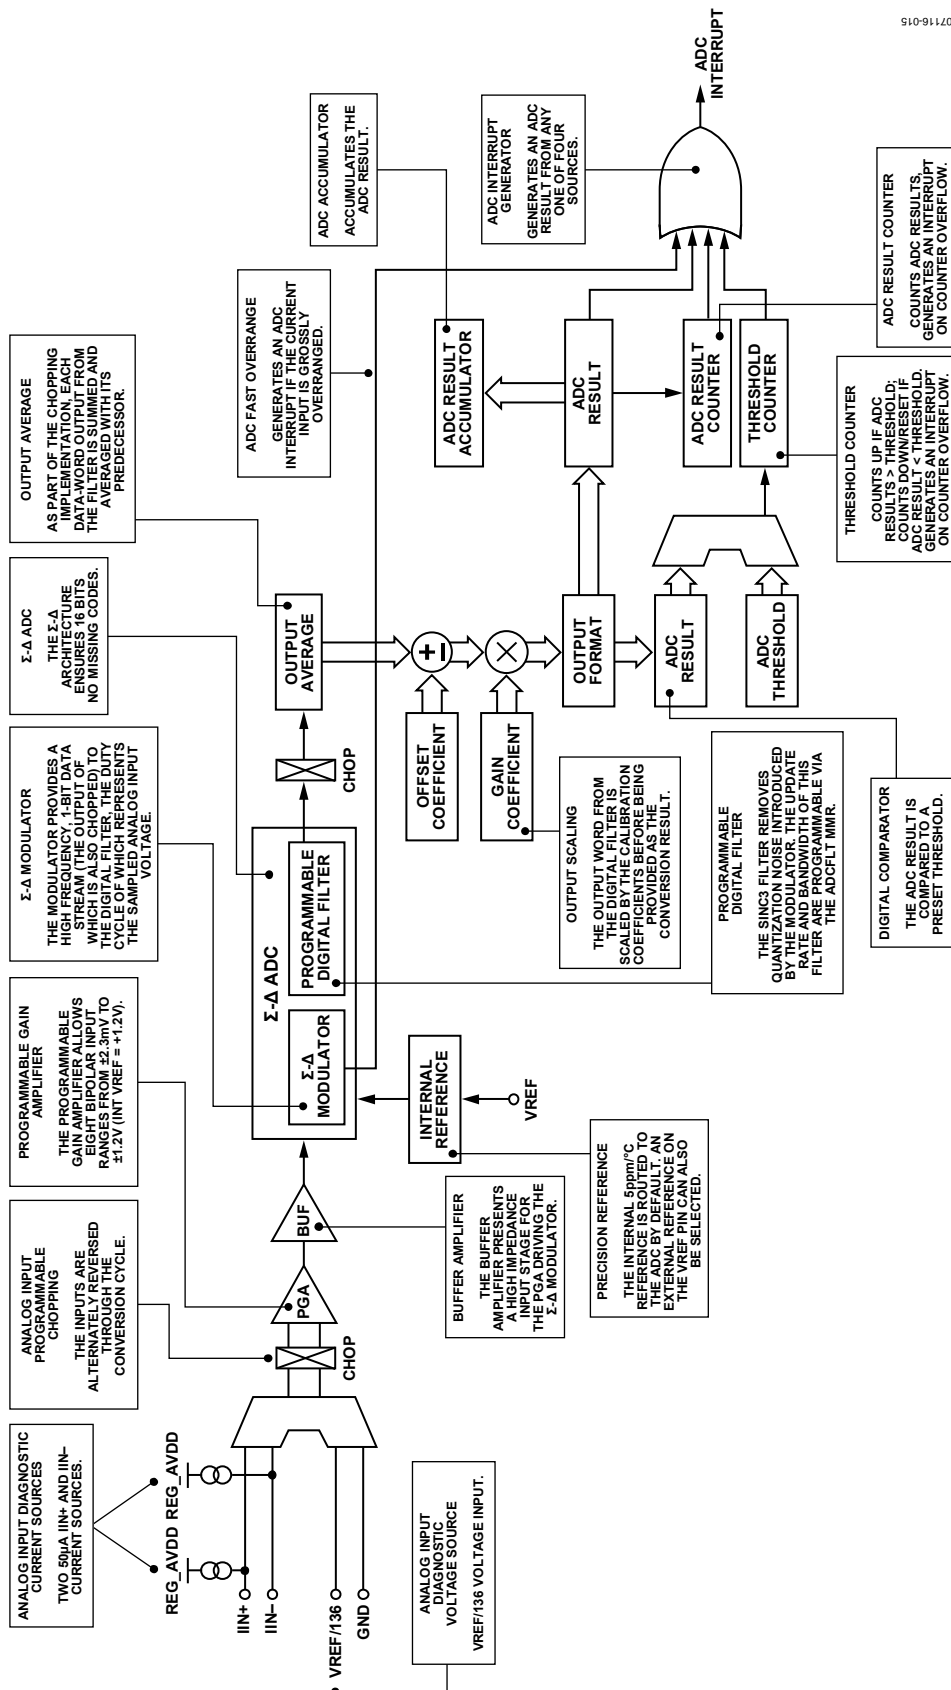 ANALOG INPUT DIAGNOSTIC
CURRENT SOURCES
TWO 50µA IIN+ AND IIN–
CURRENT SOURCES.
ANALOG INPUT
PROGRAMMABLE
CHOPPING
THE INPUTS ARE
ALTERNATELY REVERSED
THROUGH THE
CONVERSION CYCLE.
PROGRAMMABLE GAIN
AMPLIFIER
THE PROGRAMMABLE
GAIN AMPLIFIER ALLOWS
EIGHT BIPOLAR INPUT
RANGES FROM ±2.3mV TO
±1.2V (INT VREF = +1.2V).
Σ-Δ MODULATOR
THE MODULATOR PROVIDES A
HIGH FREQUENCY, 1-BIT DATA
STREAM (THE OUTPUT OF
WHICH IS ALSO CHOPPED) TO
THE DIGITAL FILTER, THE DUTY
CYCLE OF WHICH REPRESENTS
THE SAMPLED ANALOG INPUT
VOLTAGE.
Σ-Δ ADC
THE Σ-Δ
ARCHITECTURE
ENSURES 16 BITS
NO MISSING CODES.
OUTPUT AVERAGE
AS PART OF THE CHOPPING
IMPLEMENTATION, EACH
DATA-WORD OUTPUT FROM
THE FILTER IS SUMMED AND
AVERAGED WITH ITS
PREDECESSOR.
ADC FAST OVERRANGE
GENERATES AN ADC
INTERRUPT IF THE CURRENT
INPUT IS GROSSLY
OVERRANGED.
ADC ACCUMULATOR
ACCUMULATES THE
ADC RESULT.
ADC INTERRUPT
GENERATOR
GENERATES AN ADC
RESULT FROM ANY
ONE OF FOUR
SOURCES.
REG_AVDD
REG_AVDD
IIN+
IIN–
VREF/136
GND
CHOP
PGA
BUF
Σ-Δ ADC
Σ-Δ
MODULATOR
PROGRAMMABLE
DIGITAL FILTER
CHOP
OUTPUT
AVERAGE
INTERNAL
REFERENCE
VREF
OFFSET
COEFFICIENT
GAIN
COEFFICIENT
OUTPUT
FORMAT
ADC RESULT
ACCUMULATOR
ADC
RESULT
ADC RESULT
COUNTER
THRESHOLD
COUNTER
ADC
RESULT
ADC
THRESHOLD
ADC
INTERRUPT
ANALOG INPUT
DIAGNOSTIC
VOLTAGE SOURCE
VREF/136 VOLTAGE INPUT.
BUFFER AMPLIFIER
THE BUFFER
AMPLIFIER PRESENTS
A HIGH IMPEDANCE
INPUT STAGE FOR
THE PGA DRIVING THE
Σ-Δ MODULATOR.
PRECISION REFERENCE
THE INTERNAL 5ppm/°C
REFERENCE IS ROUTED TO
THE ADC BY DEFAULT. AN
EXTERNAL REFERENCE ON
THE VREF PIN CAN ALSO
BE SELECTED.
OUTPUT SCALING
THE OUTPUT WORD FROM
THE DIGITAL FILTER IS
SCALED BY THE CALIBRATION
COEFFICIENTS BEFORE BEING
PROVIDED AS THE
CONVERSION RESULT.
PROGRAMMABLE
DIGITAL FILTER
THE SINC3 FILTER REMOVES
QUANTIZATION NOISE INTRODUCED
BY THE MODULATOR. THE UPDATE
RATE AND BANDWIDTH OF THIS
FILTER ARE PROGRAMMABLE VIA
THE ADCFLT MMR.
DIGITAL COMPARATOR
THE ADC RESULT IS
COMPARED TO A
PRESET THRESHOLD.
THRESHOLD COUNTER
COUNTS UP IF ADC
RESULTS > THRESHOLD;
COUNTS DOWN/RESET IF
ADC RESULT < THRESHOLD.
GENERATES AN INTERRUPT
ON COUNTER OVERFLOW.
ADC RESULT COUNTER
COUNTS ADC RESULTS,
GENERATES AN INTERRUPT
ON COUNTER OVERFLOW.
07116-015